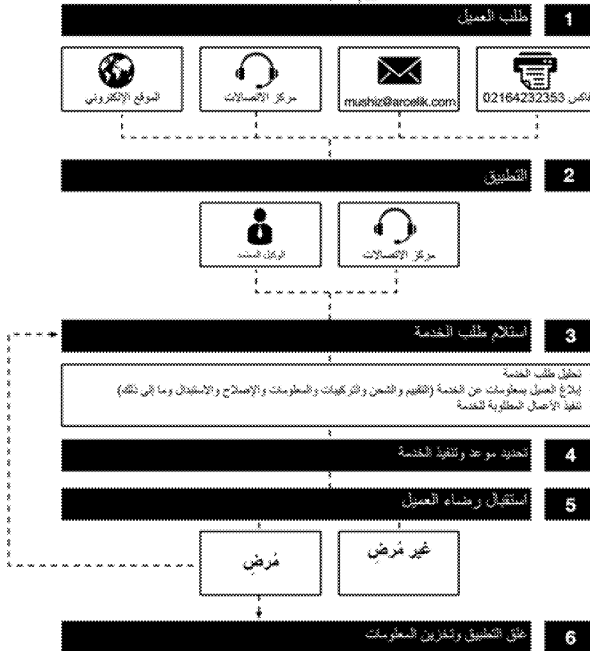 1 طلب العميل
فاكس 02164232353
mushiz@arcelik.com
مركز الاتصالات
الموقع الإلكتروني
2 التطبيق
مركز الاتصالات
الوكيل المعتمد
3 استلام طلب الخدمة
تحليل طلب الخدمة
إبلاغ العميل بمعلومات عن الخدمة (التقييم والشحن والتركيبات والمعلومات والإصلاح والاستبدال وما إلى ذلك)
تنفيذ الأعمال المطلوبة للخدمة
4 تحديد موعد وتنفيذ الخدمة
5 استقبال رضاء العميل
غير مُرضٍ
مُرضٍ
6 غلق التطبيق وتخزين المعلومات